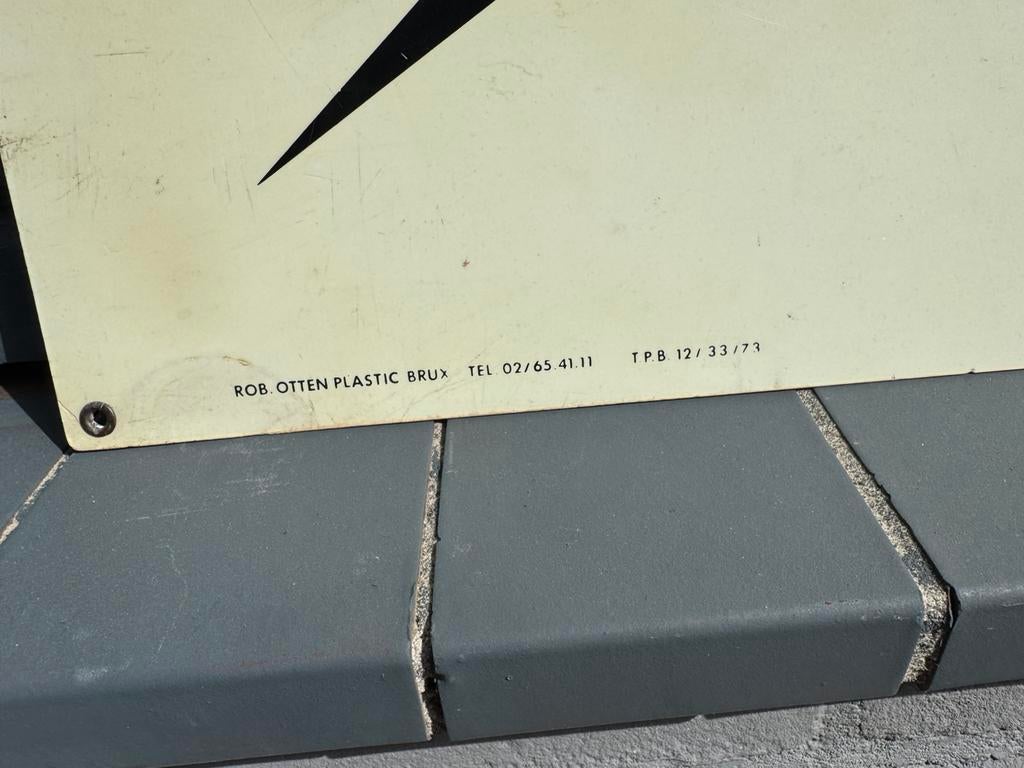 ROB. OTTEN PLASTIC BRUX TEL 02/65.41.11 T.P.B. 12/33/73